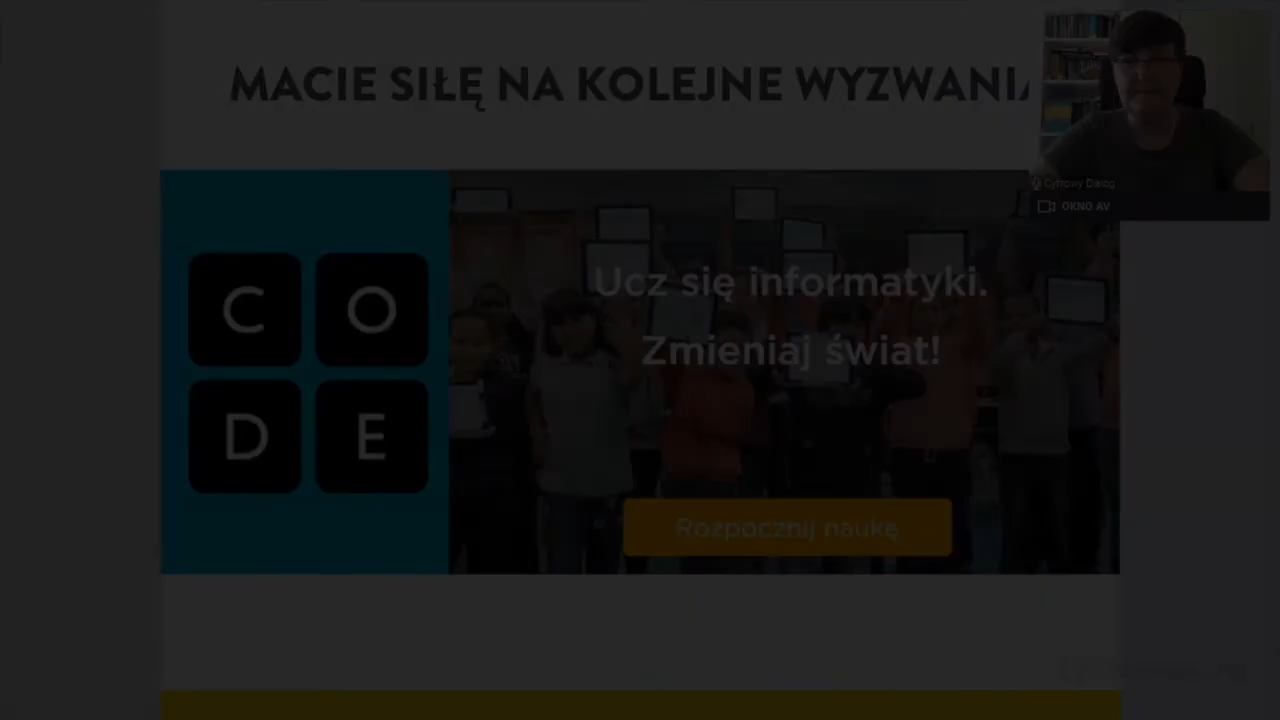 MACIE SIŁĘ NA KOLEJNE WYZWANIA
Cyfrowy Dialog
OKNO AV
C O
D E
Ucz się informatyki.
Zmieniaj świat!
Rozpocznij naukę